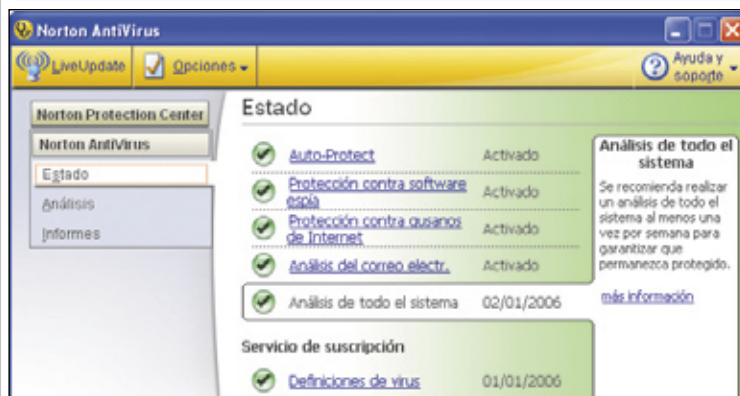 Norton AntiVirus
LiveUpdate
Opciones
Ayuda y
soporte
Norton Protection Center
Norton AntiVirus
Estado
Análisis
Informes
Estado
Auto-Protect Activado
Protección contra software
espía Activado
Protección contra gusanos
de Internet Activado
Análisis del correo electr. Activado
Análisis de todo el sistema 02/01/2006
Servicio de suscripción
Definiciones de virus 01/01/2006
Análisis de todo el
sistema
Se recomienda realizar
un análisis de todo el
sistema al menos una
vez por semana para
garantizar que
permanezca protegido.
más información